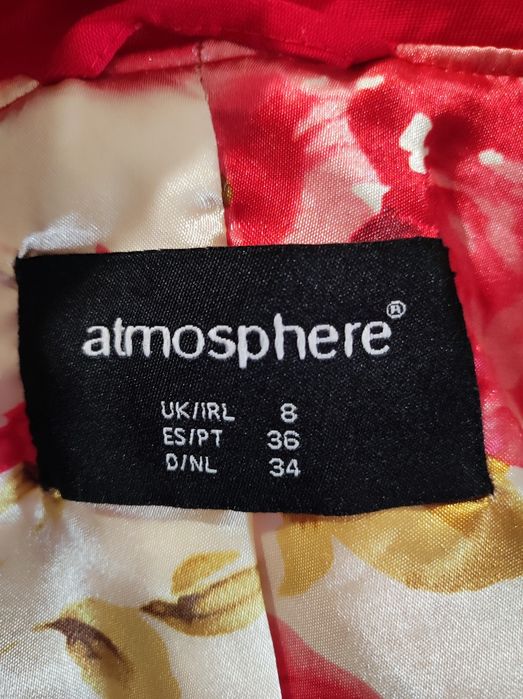 atmosphere®
UK/IRL 8
ES/PT 36
D/NL 34